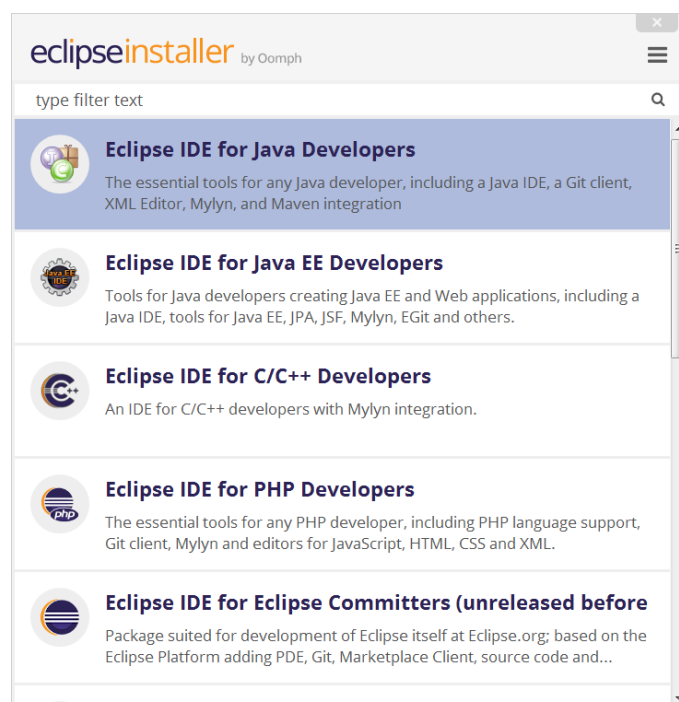 eclipseinstaller by Oomph
type filter text
Eclipse IDE for Java Developers
The essential tools for any Java developer, including a Java IDE, a Git client,
XML Editor, Mylyn, and Maven integration
Java EE
IDE
Eclipse IDE for Java EE Developers
Tools for Java developers creating Java EE and Web applications, including a
Java IDE, tools for Java EE, JPA, JSF, Mylyn, EGit and others.
C++
Eclipse IDE for C/C++ Developers
An IDE for C/C++ developers with Mylyn integration.
php
Eclipse IDE for PHP Developers
The essential tools for any PHP developer, including PHP language support,
Git client, Mylyn and editors for JavaScript, HTML, CSS and XML.
Eclipse IDE for Eclipse Committers (unreleased before
Package suited for development of Eclipse itself at Eclipse.org; based on the
Eclipse Platform adding PDE, Git, Marketplace Client, source code and...